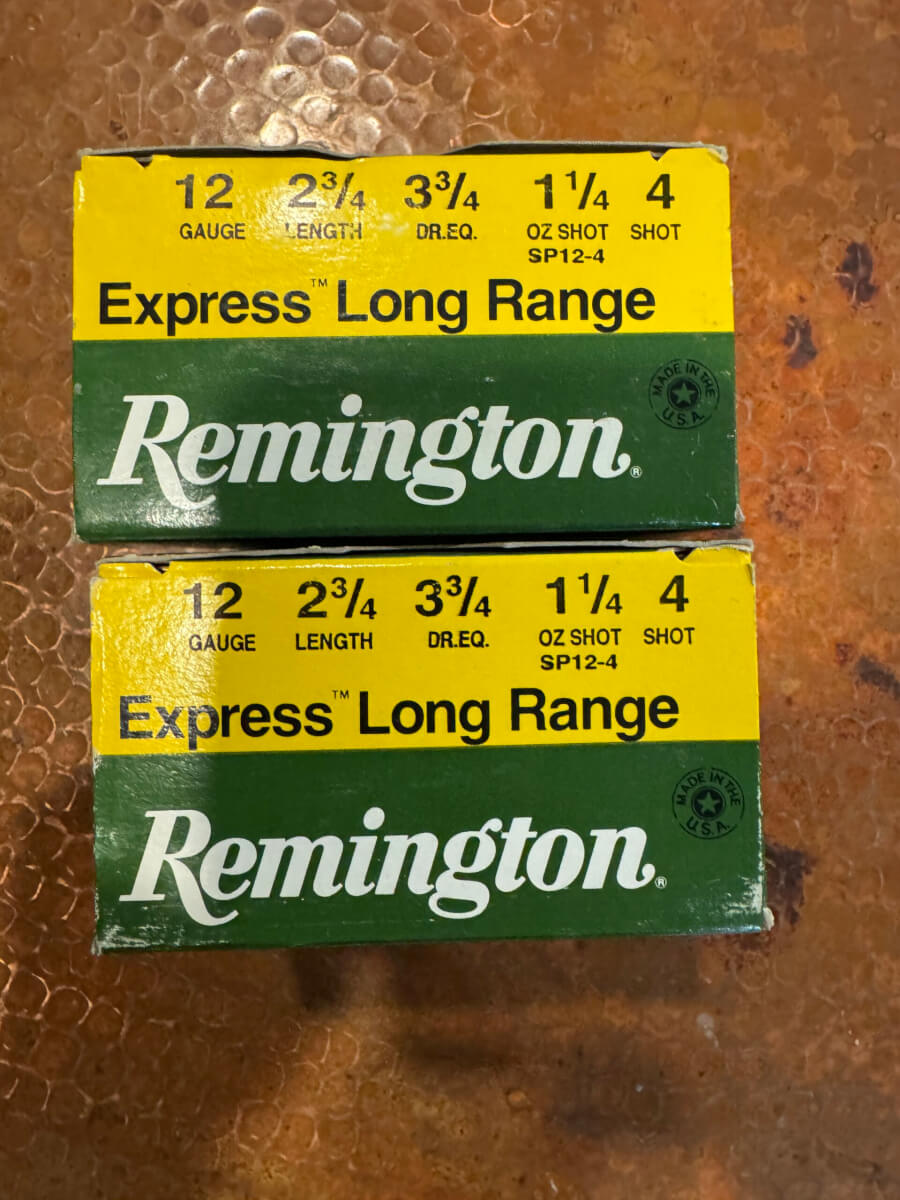 12 2¾ 3¾ 1¼ 4
GAUGE LENGTH DR.EQ. OZ SHOT SHOT
SP12-4
Express™ Long Range
MADE IN THE U.S.A.
Remington®
12 2¾ 3¾ 1¼ 4
GAUGE LENGTH DR.EQ. OZ SHOT SHOT
SP12-4
Express™ Long Range
MADE IN THE U.S.A.
Remington®